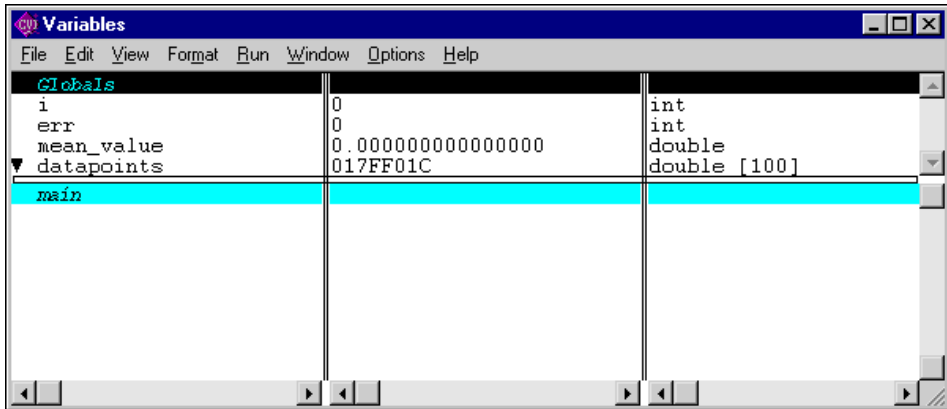 CVI Variables
File Edit View Format Run Window Options Help
Globals
i 0 int
err 0 int
mean_value 0.000000000000000 double
datapoints 017FF01C double [100]
main